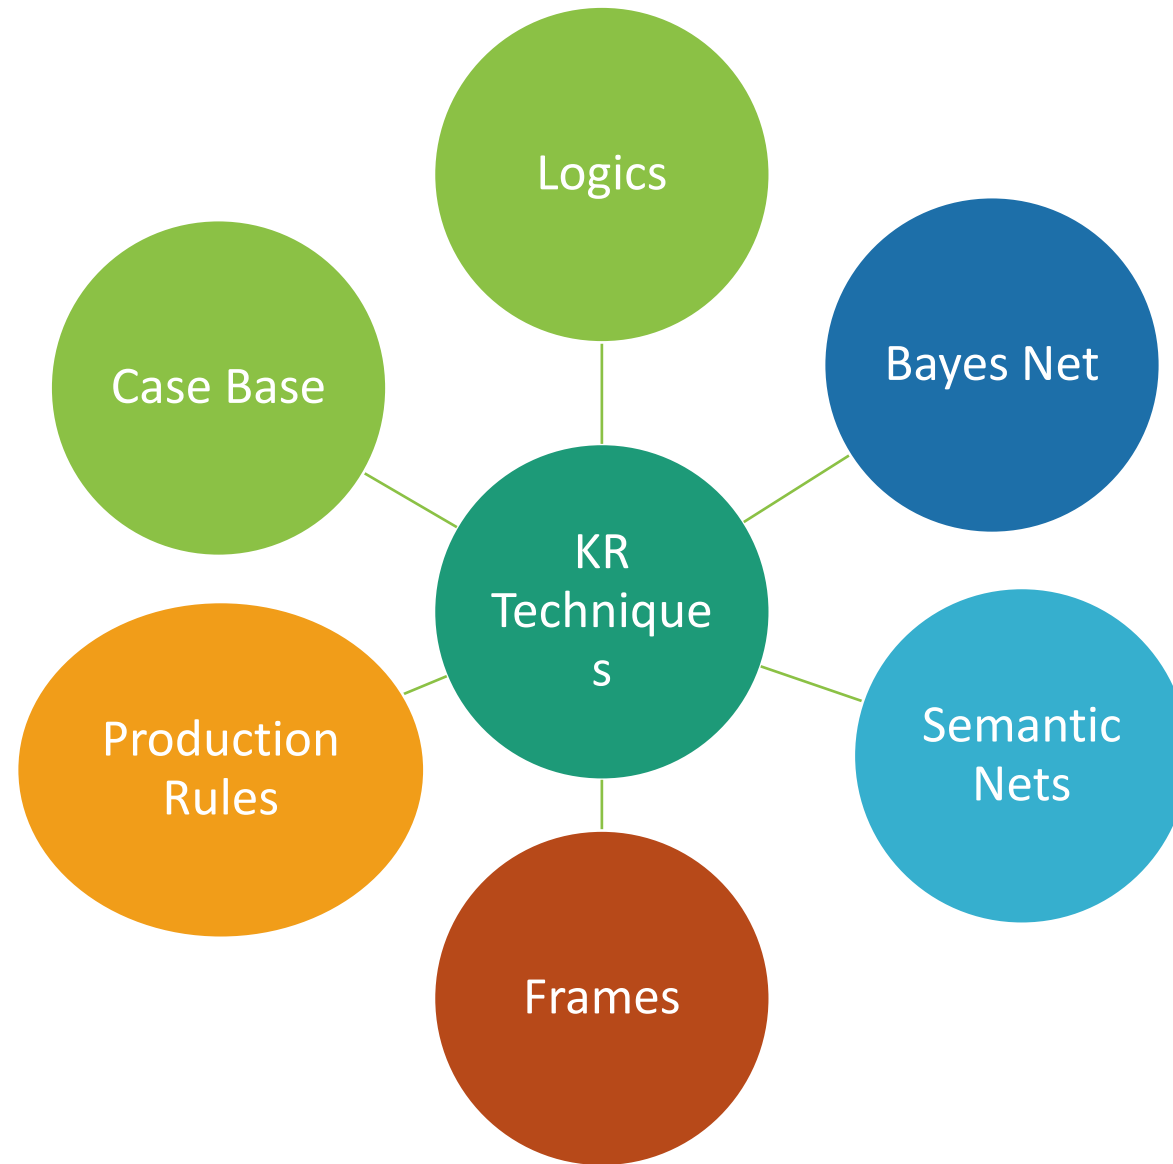 Logics
Bayes Net
Case Base
KR
Technique
s
Semantic
Nets
Production
Rules
Frames